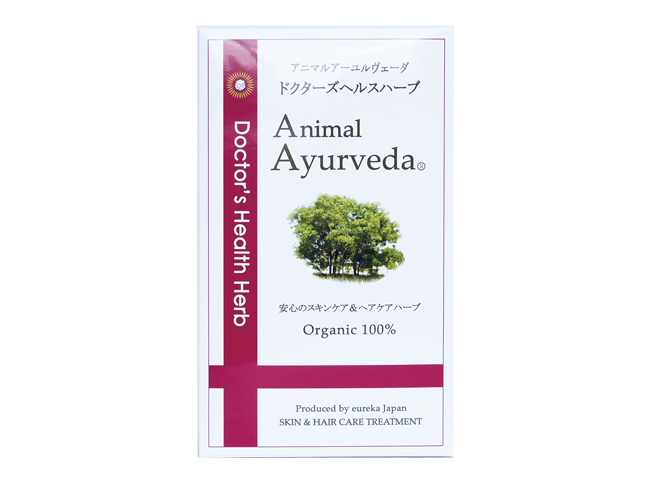 アニマルアーユルヴェーダ
ドクターズヘルスハーブ
Animal
Ayurveda®
Doctor's Health Herb
安心のスキンケア&ヘアケアハーブ
Organic 100%
Produced by eureka Japan
SKIN & HAIR CARE TREATMENT